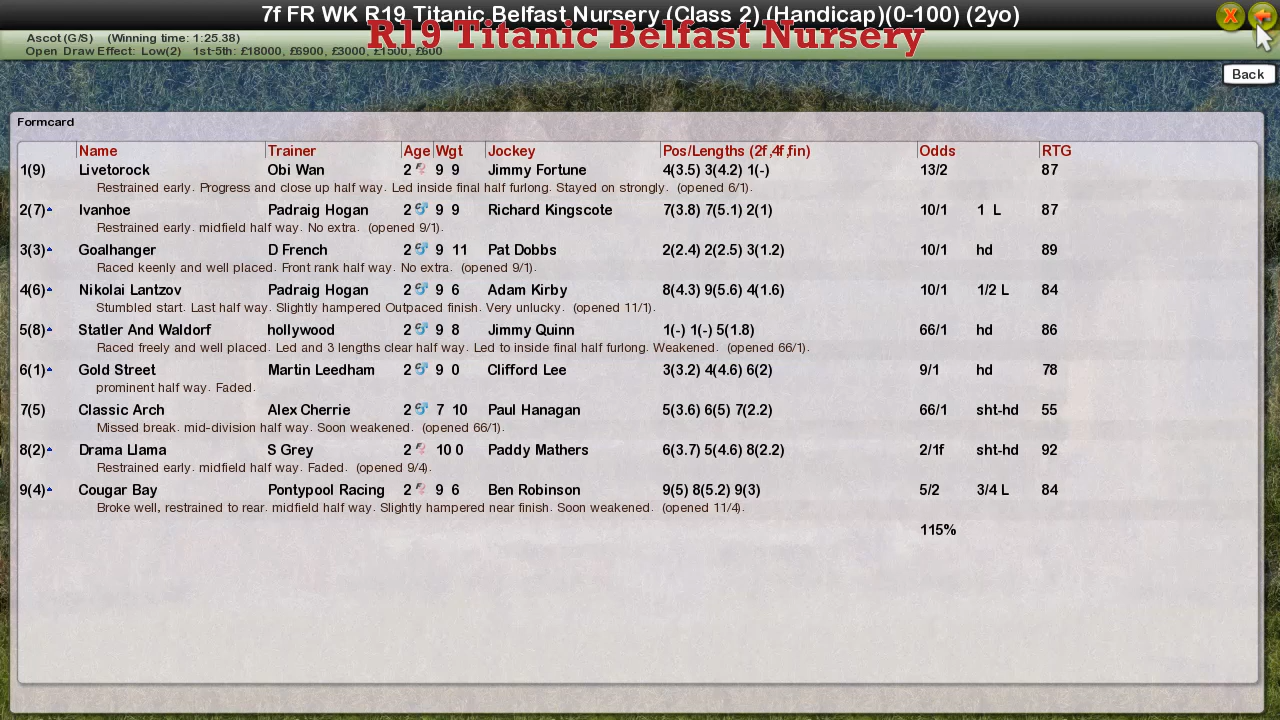 7f FR WK R19 Titanic Belfast Nursery (Class 2) (Handicap)(0-100) (2yo)
R19 Titanic Belfast Nursery
Ascot(G/S) (Winning time: 1:25.38)
Open Draw Effect: Low(2) 1st-5th: £18000, £6900, £3000, £1500, £600
X
Back
Formcard
Name Trainer Age Wgt Jockey Pos/Lengths (2f,4f,fin) Odds RTG
1(9) Livetorock Obi Wan 2 9 9 Jimmy Fortune 4(3.5) 3(4.2) 1(-) 13/2 87
Restrained early. Progress and close up half way. Led inside final half furlong. Stayed on strongly. (opened 6/1).
2(7) Ivanhoe Padraig Hogan 2 9 9 Richard Kingscote 7(3.8) 7(5.1) 2(1) 10/1 1 L 87
Restrained early. midfield half way. No extra. (opened 9/1).
3(3) Goalhanger D French 2 9 11 Pat Dobbs 2(2.4) 2(2.5) 3(1.2) 10/1 hd 89
Raced keenly and well placed. Front rank half way. No extra. (opened 9/1).
4(6) Nikolai Lantzov Padraig Hogan 2 9 6 Adam Kirby 8(4.3) 9(5.6) 4(1.6) 10/1 1/2 L 84
Stumbled start. Last half way. Slightly hampered Outpaced finish. Very unlucky. (opened 11/1).
5(8) Statler And Waldorf hollywood 2 9 8 Jimmy Quinn 1(-) 1(-) 5(1.8) 66/1 hd 86
Raced freely and well placed. Led and 3 lengths clear half way. Led to inside final half furlong. Weakened. (opened 66/1).
6(1) Gold Street Martin Leedham 2 9 0 Clifford Lee 3(3.2) 4(4.6) 6(2) 9/1 hd 78
prominent half way. Faded.
7(5) Classic Arch Alex Cherrie 2 7 10 Paul Hanagan 5(3.6) 6(5) 7(2.2) 66/1 sht-hd 55
Missed break. mid-division half way. Soon weakened. (opened 66/1).
8(2) Drama Llama S Grey 2 10 0 Paddy Mathers 6(3.7) 5(4.6) 8(2.2) 2/1f sht-hd 92
Restrained early. midfield half way. Faded. (opened 9/4).
9(4) Cougar Bay Pontypool Racing 2 9 6 Ben Robinson 9(5) 8(5.2) 9(3) 5/2 3/4 L 84
Broke well, restrained to rear. midfield half way. Slightly hampered near finish. Soon weakened. (opened 11/4).
115%